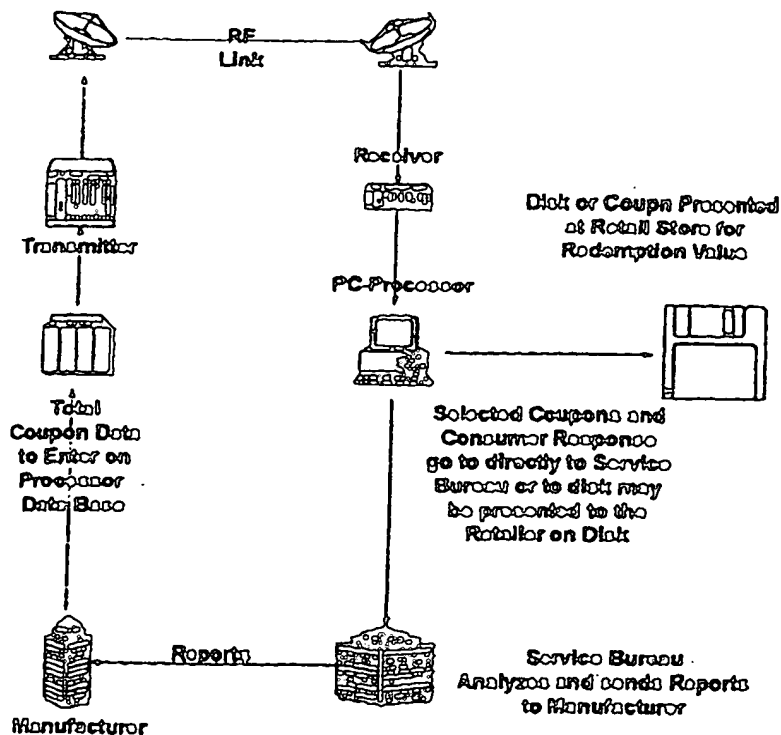 RF
Link
Receiver
Transmitter
Disk or Coupn Presented
at Retail Store for
Redemption Value
PC-Processor
Total
Coupon Data
to Enter on
Processor
Data Base
Selected Coupons and
Consumer Response
go to directly to Service
Bureau or to disk may
be presented to the
Retailer on Disk
Reports
Manufacturer
Service Bureau
Analyzes and sends Reports
to Manufacturer